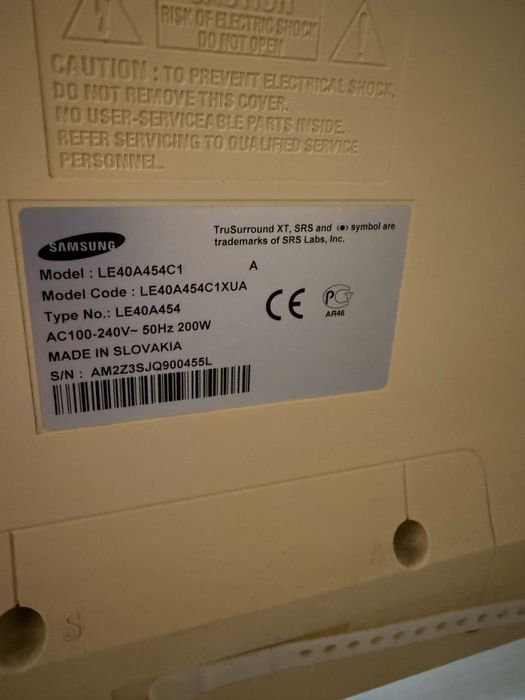 CAUTION
RISK OF ELECTRIC SHOCK
DO NOT OPEN
CAUTION : TO PREVENT ELECTRICAL SHOCK,
DO NOT REMOVE THIS COVER.
NO USER-SERVICEABLE PARTS INSIDE.
REFER SERVICING TO QUALIFIED SERVICE
PERSONNEL.
SAMSUNG
TruSurround XT, SRS and (●) symbol are
trademarks of SRS Labs, Inc.
Model : LE40A454C1 A
Model Code : LE40A454C1XUA
Type No.: LE40A454
AC100-240V~ 50Hz 200W
MADE IN SLOVAKIA
S/N : AM2Z3SJQ900455L
CE
РСТ
AR46
S
S